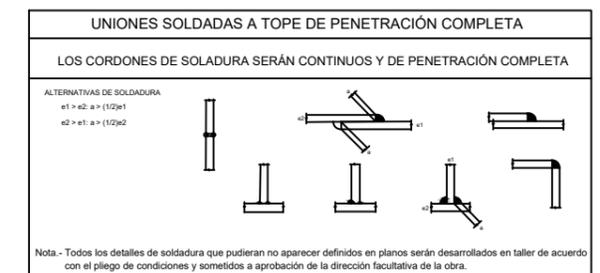 UNIONES SOLDADAS A TOPE DE PENETRACIÓN COMPLETA
LOS CORDONES DE SOLADURA SERÁN CONTINUOS Y DE PENETRACIÓN COMPLETA
ALTERNATIVAS DE SOLDADURA
e1 > e2: a > (1/2)e1
e2 > e1: a > (1/2)e2
a
e2
e1
a
e1
e2
a
Nota.- Todos los detalles de soldadura que pudieran no aparecer definidos en planos serán desarrollados en taller de acuerdo
con el pliego de condiciones y sometidos a aprobación de la dirección facultativa de la obra.